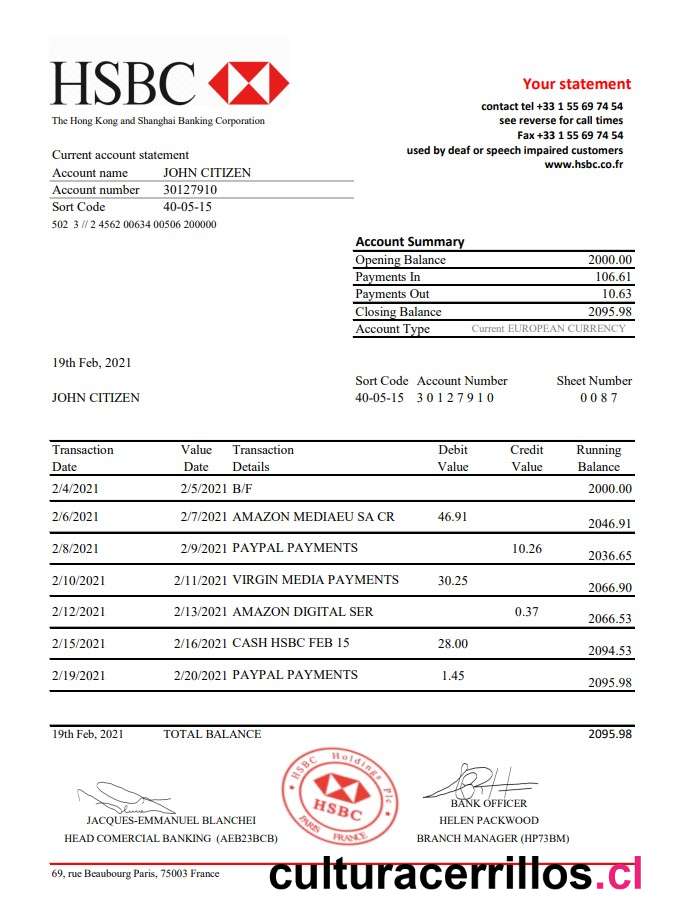 HSBC
The Hong Kong and Shanghai Banking Corporation
Your statement
contact tel +33 1 55 69 74 54
see reverse for call times
Fax +33 1 55 69 74 54
used by deaf or speech impaired customers
www.hsbc.co.fr
Current account statement
Account name JOHN CITIZEN
Account number 30127910
Sort Code 40-05-15
502 3 // 2 4562 00634 00506 200000
Account Summary
Opening Balance 2000.00
Payments In 106.61
Payments Out 10.63
Closing Balance 2095.98
Account Type Current EUROPEAN CURRENCY
19th Feb, 2021
Sort Code Account Number Sheet Number
JOHN CITIZEN 40-05-15 3 0 1 2 7 9 1 0 0 0 8 7
Transaction Value Transaction Debit Credit Running
Date Date Details Value Value Balance
2/4/2021 2/5/2021 B/F 2000.00
2/6/2021 2/7/2021 AMAZON MEDIAEU SA CR 46.91 2046.91
2/8/2021 2/9/2021 PAYPAL PAYMENTS 10.26 2036.65
2/10/2021 2/11/2021 VIRGIN MEDIA PAYMENTS 30.25 2066.90
2/12/2021 2/13/2021 AMAZON DIGITAL SER 0.37 2066.53
2/15/2021 2/16/2021 CASH HSBC FEB 15 28.00 2094.53
2/19/2021 2/20/2021 PAYPAL PAYMENTS 1.45 2095.98
19th Feb, 2021 TOTAL BALANCE 2095.98
HSBC Holdings Plc
HSBC
PARIS FRANCE
BANK OFFICER
JACQUES-EMMANUEL BLANCHEI HELEN PACKWOOD
HEAD COMERCIAL BANKING (AEB23BCB) BRANCH MANAGER (HP73BM)
69, rue Beaubourg Paris, 75003 France
culturacerrillos.cl